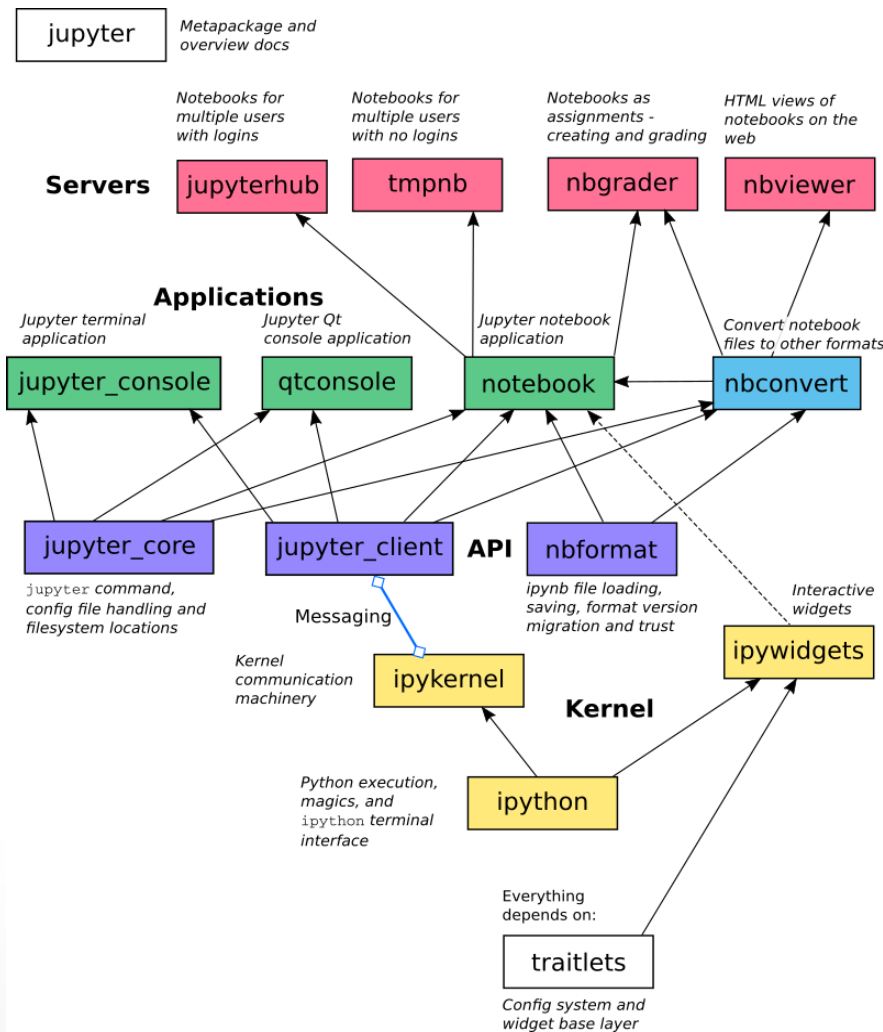 jupyter
Metapackage and
overview docs
Notebooks for
multiple users
with logins
Notebooks for
multiple users
with no logins
Notebooks as
assignments -
creating and grading
HTML views of
notebooks on the
web
Servers
jupyterhub
tmpnb
nbgrader
nbviewer
Applications
Jupyter terminal
application
Jupyter Qt
console application
Jupyter notebook
application
Convert notebook
files to other formats
jupyter_console
qtconsole
notebook
nbconvert
jupyter_core
jupyter_client
API
nbformat
jupyter command,
config file handling and
filesystem locations
ipynb file loading,
saving, format version
migration and trust
Interactive
widgets
Messaging
Kernel
communication
machinery
ipykernel
ipywidgets
Kernel
Python execution,
magics, and
ipython terminal
interface
ipython
Everything
depends on:
traitlets
Config system and
widget base layer